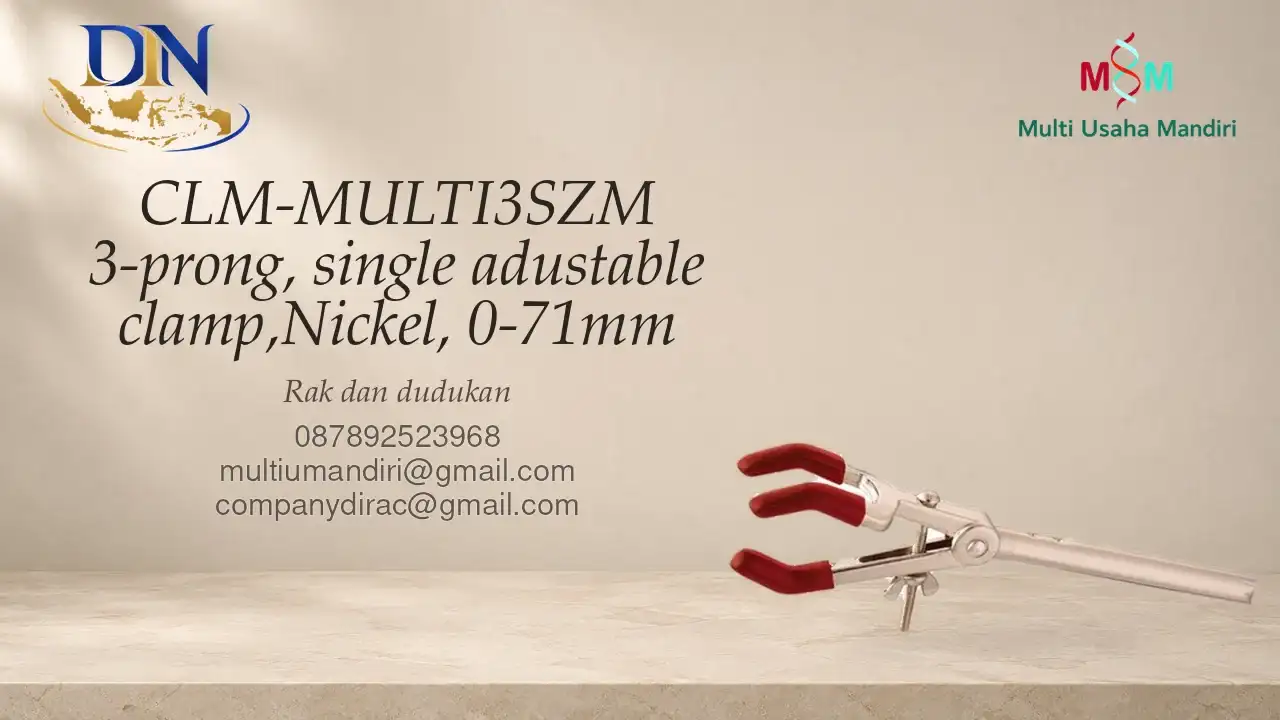 DN
MSM
Multi Usaha Mandiri
CLM-MULTI3SZM
3-prong, single adustable
clamp,Nickel, 0-71mm
Rak dan dudukan
087892523968
multiumandiri@gmail.com
companydirac@gmail.com